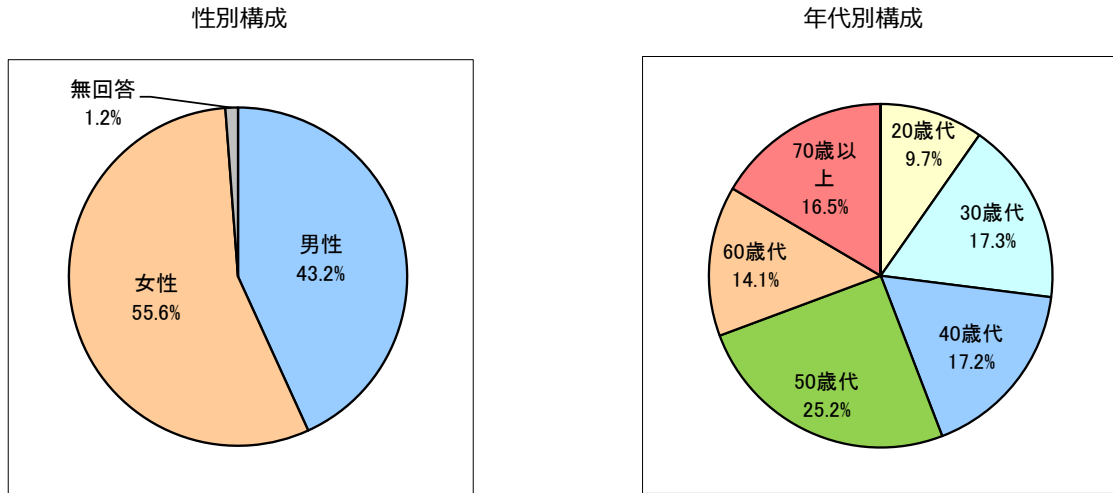 性別構成
無回答
1.2%
男性
43.2%
女性
55.6%
年代別構成
20歳代
9.7%
30歳代
17.3%
40歳代
17.2%
50歳代
25.2%
60歳代
14.1%
70歳以
上
16.5%